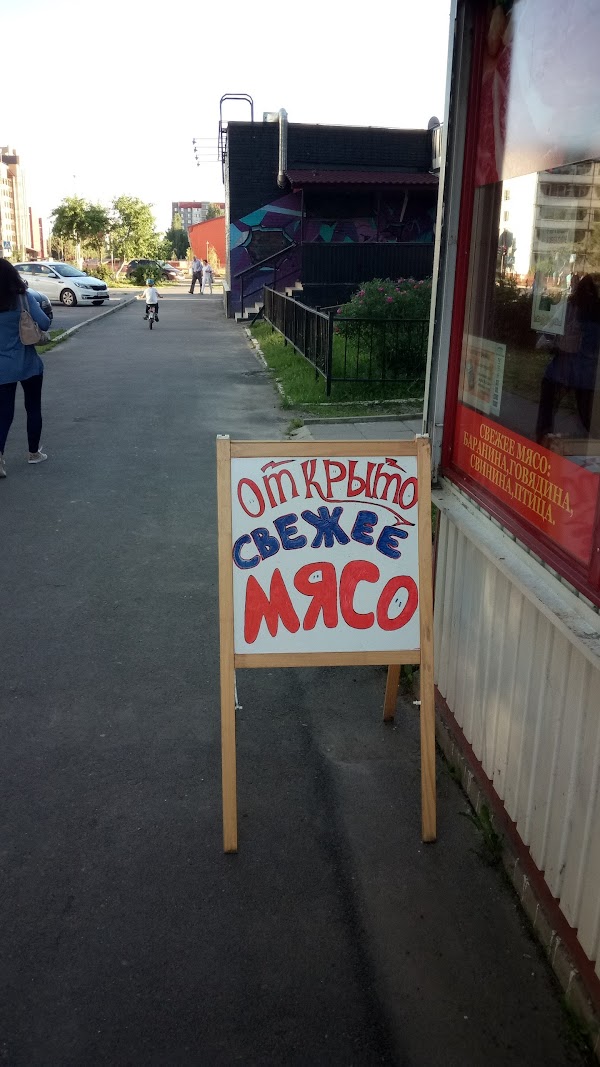 ОТКРЫТО
СВЕЖЕЕ
МЯСО
СВЕЖЕЕ МЯСО:
БАРАНИНА,ГОВЯДИНА,
СВИНИНА,ПТИЦА.